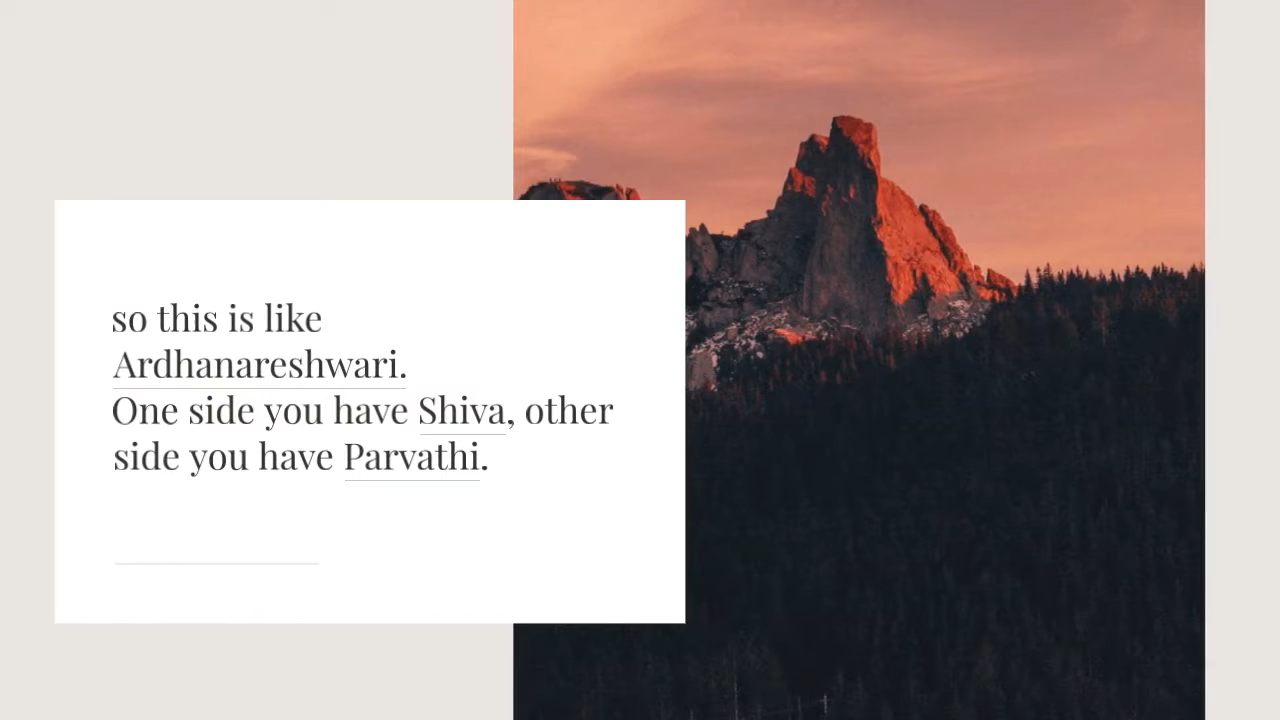 so this is like
Ardhanareshwari.
One side you have Shiva, other
side you have Parvathi.